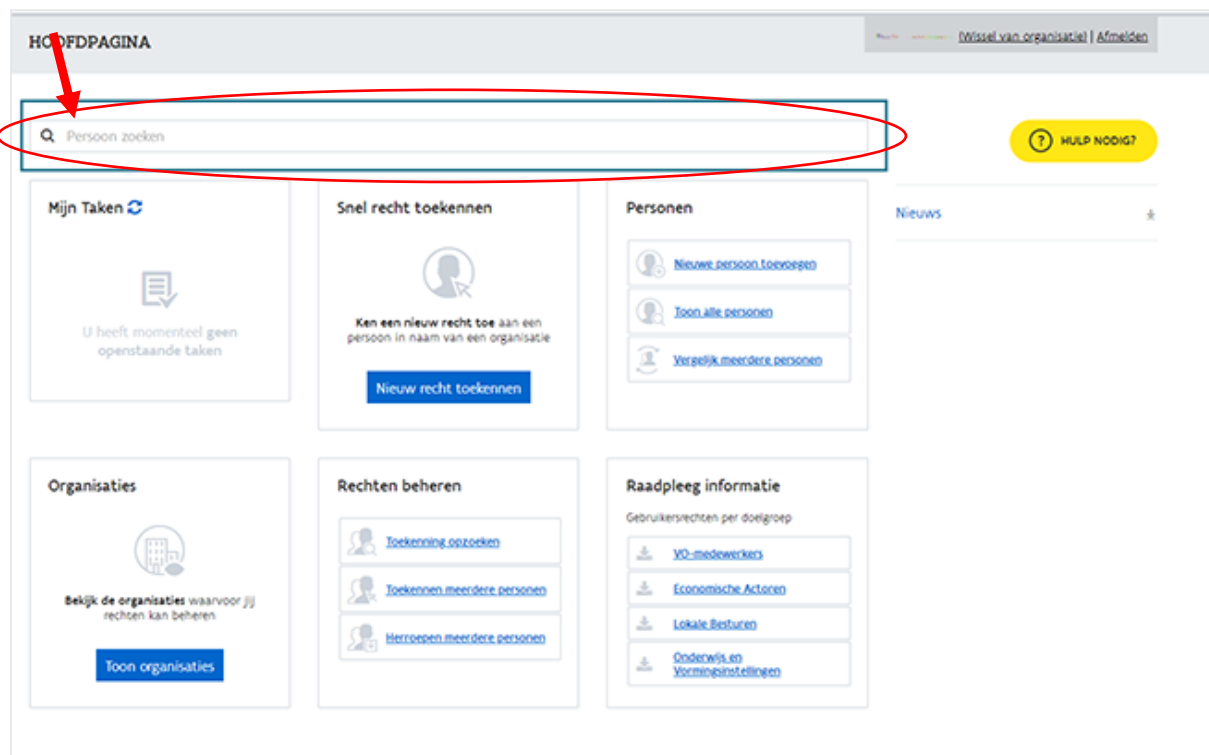 HOOFDPAGINA
(Wissel van organisatie) | Afmelden
Persoon zoeken
HULP NODIG?
Nieuws
Mijn Taken
U heeft momenteel geen
openstaande taken
Snel recht toekennen
Ken een nieuw recht toe aan een
persoon in naam van een organisatie
Nieuw recht toekennen
Personen
Nieuwe persoon toevoegen
Toon alle personen
Vergelijk meerdere personen
Organisaties
Bekijk de organisaties waarvoor jij
rechten kan beheren
Toon organisaties
Rechten beheren
Toekenning opzoeken
Toekennen meerdere personen
Herroepen meerdere personen
Raadpleeg informatie
Gebruikersrechten per doelgroep
VO-medewerkers
Economische Actoren
Lokale Besturen
Onderwijs en
Vormingsinstellingen